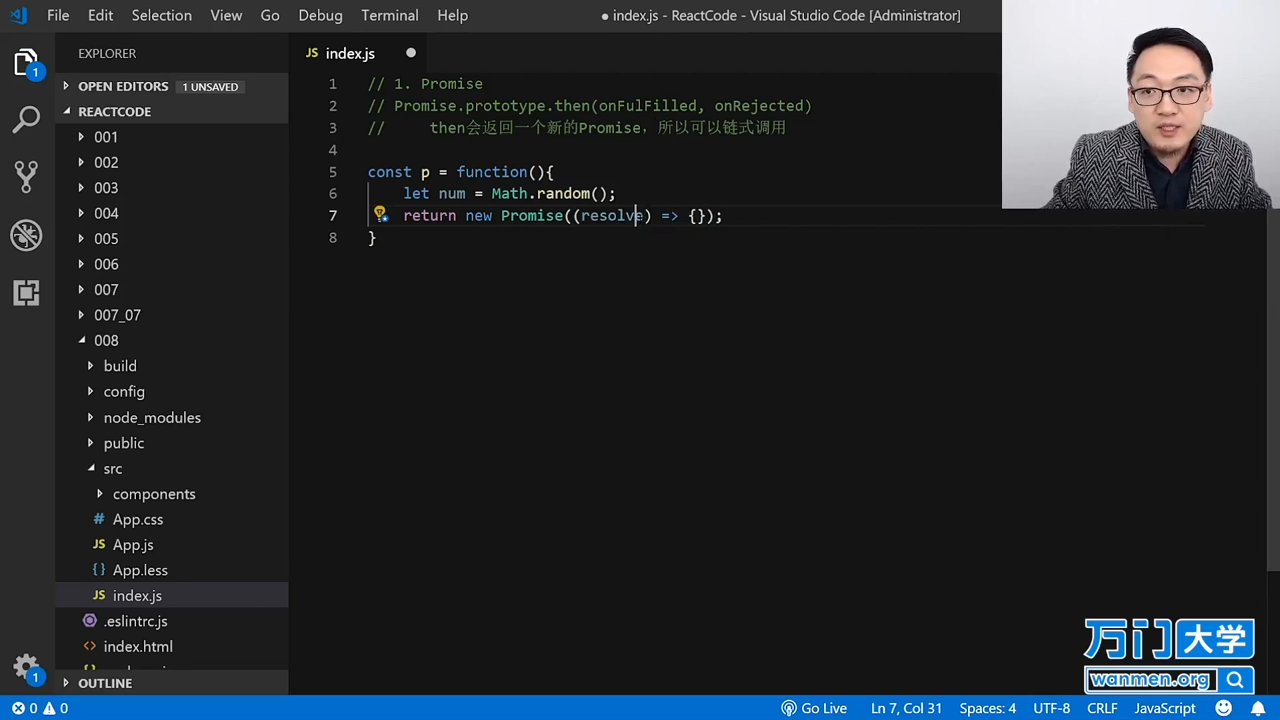 File Edit Selection View Go Debug Terminal Help
● index.js - ReactCode - Visual Studio Code [Administrator]
EXPLORER
JS index.js
OPEN EDITORS 1 UNSAVED
REACTCODE
001
002
003
004
005
006
007
007_07
008
build
config
node_modules
public
src
components
# App.css
JS App.js
{} App.less
JS index.js
.eslintrc.js
<> index.html
OUTLINE
1
1
1 // 1. Promise
2 // Promise.prototype.then(onFulFilled, onRejected)
3 // then会返回一个新的Promise，所以可以链式调用
4
5 const p = function(){
6 let num = Math.random();
7 return new Promise((resolve) => {});
8 }
万门大学
wanmen.org
0 0
Go Live
Ln 7, Col 31
Spaces: 4
UTF-8
CRLF
JavaScript